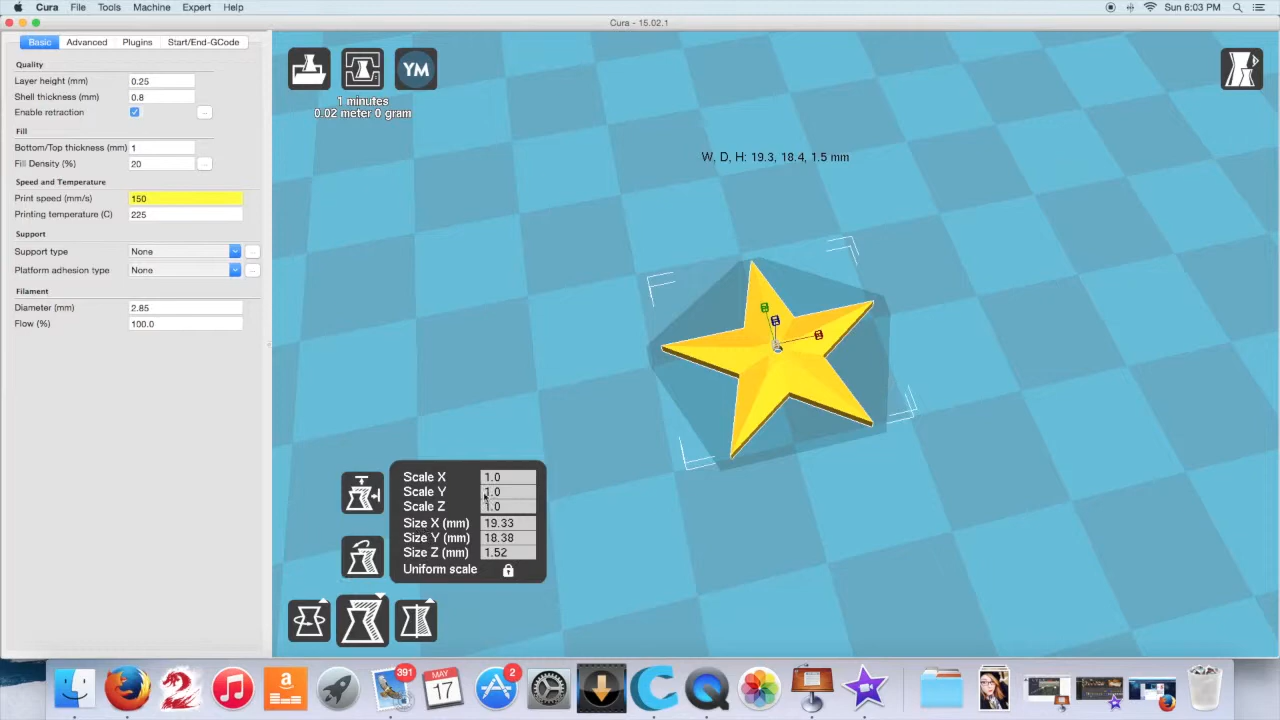 Cura File Tools Machine Expert Help
Sun 6:03 PM
Cura - 15.02.1
Basic Advanced Plugins Start/End-GCode
Quality
Layer height (mm) 0.25
Shell thickness (mm) 0.8
Enable retraction ...
Fill
Bottom/Top thickness (mm) 1
Fill Density (%) 20 ...
Speed and Temperature
Print speed (mm/s) 150
Printing temperature (C) 225
Support
Support type None ...
Platform adhesion type None ...
Filament
Diameter (mm) 2.85
Flow (%) 100.0
YM
1 minutes
0.02 meter 0 gram
W, D, H: 19.3, 18.4, 1.5 mm
Scale X 1.0
Scale Y 1.0
Scale Z 1.0
Size X (mm) 19.33
Size Y (mm) 18.38
Size Z (mm) 1.52
Uniform scale
391
MAY
17
2
a